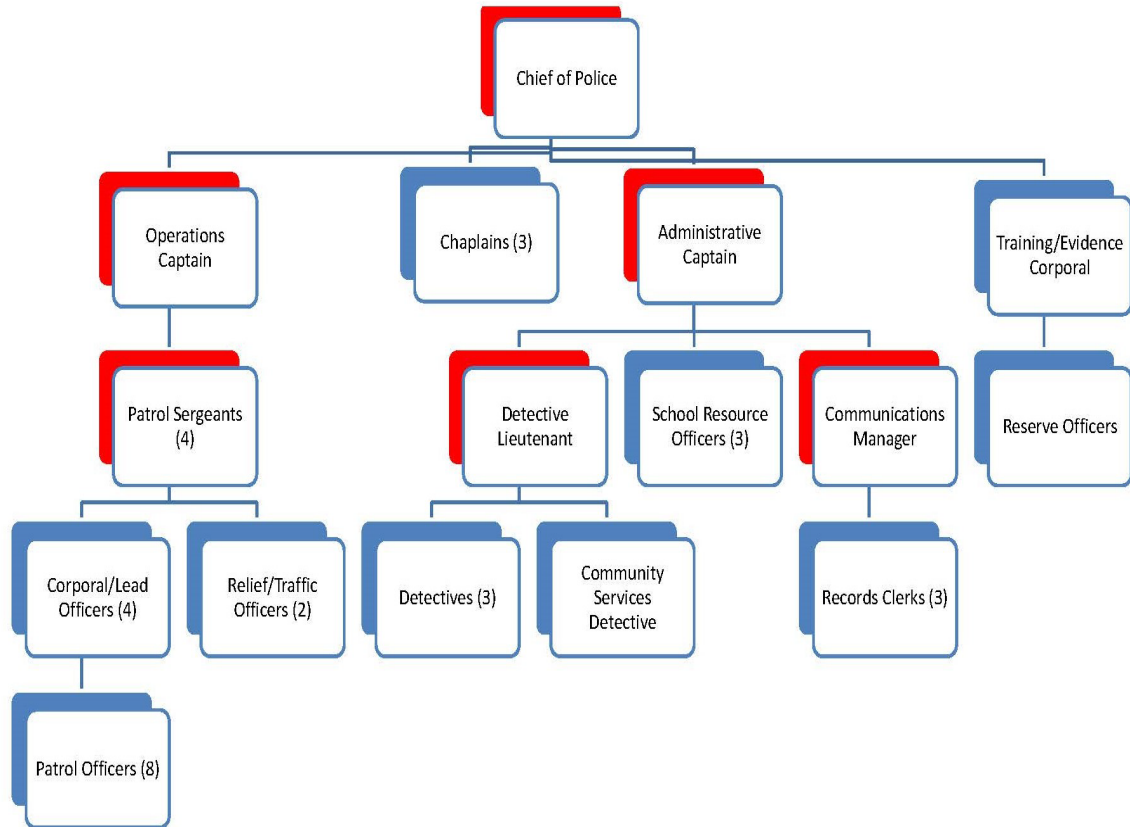 Chief of Police
Operations
Captain
Chaplains (3)
Administrative
Captain
Training/Evidence
Corporal
Patrol Sergeants
(4)
Detective
Lieutenant
School Resource
Officers (3)
Communications
Manager
Reserve Officers
Corporal/Lead
Officers (4)
Relief/Traffic
Officers (2)
Detectives (3)
Community
Services
Detective
Records Clerks (3)
Patrol Officers (8)